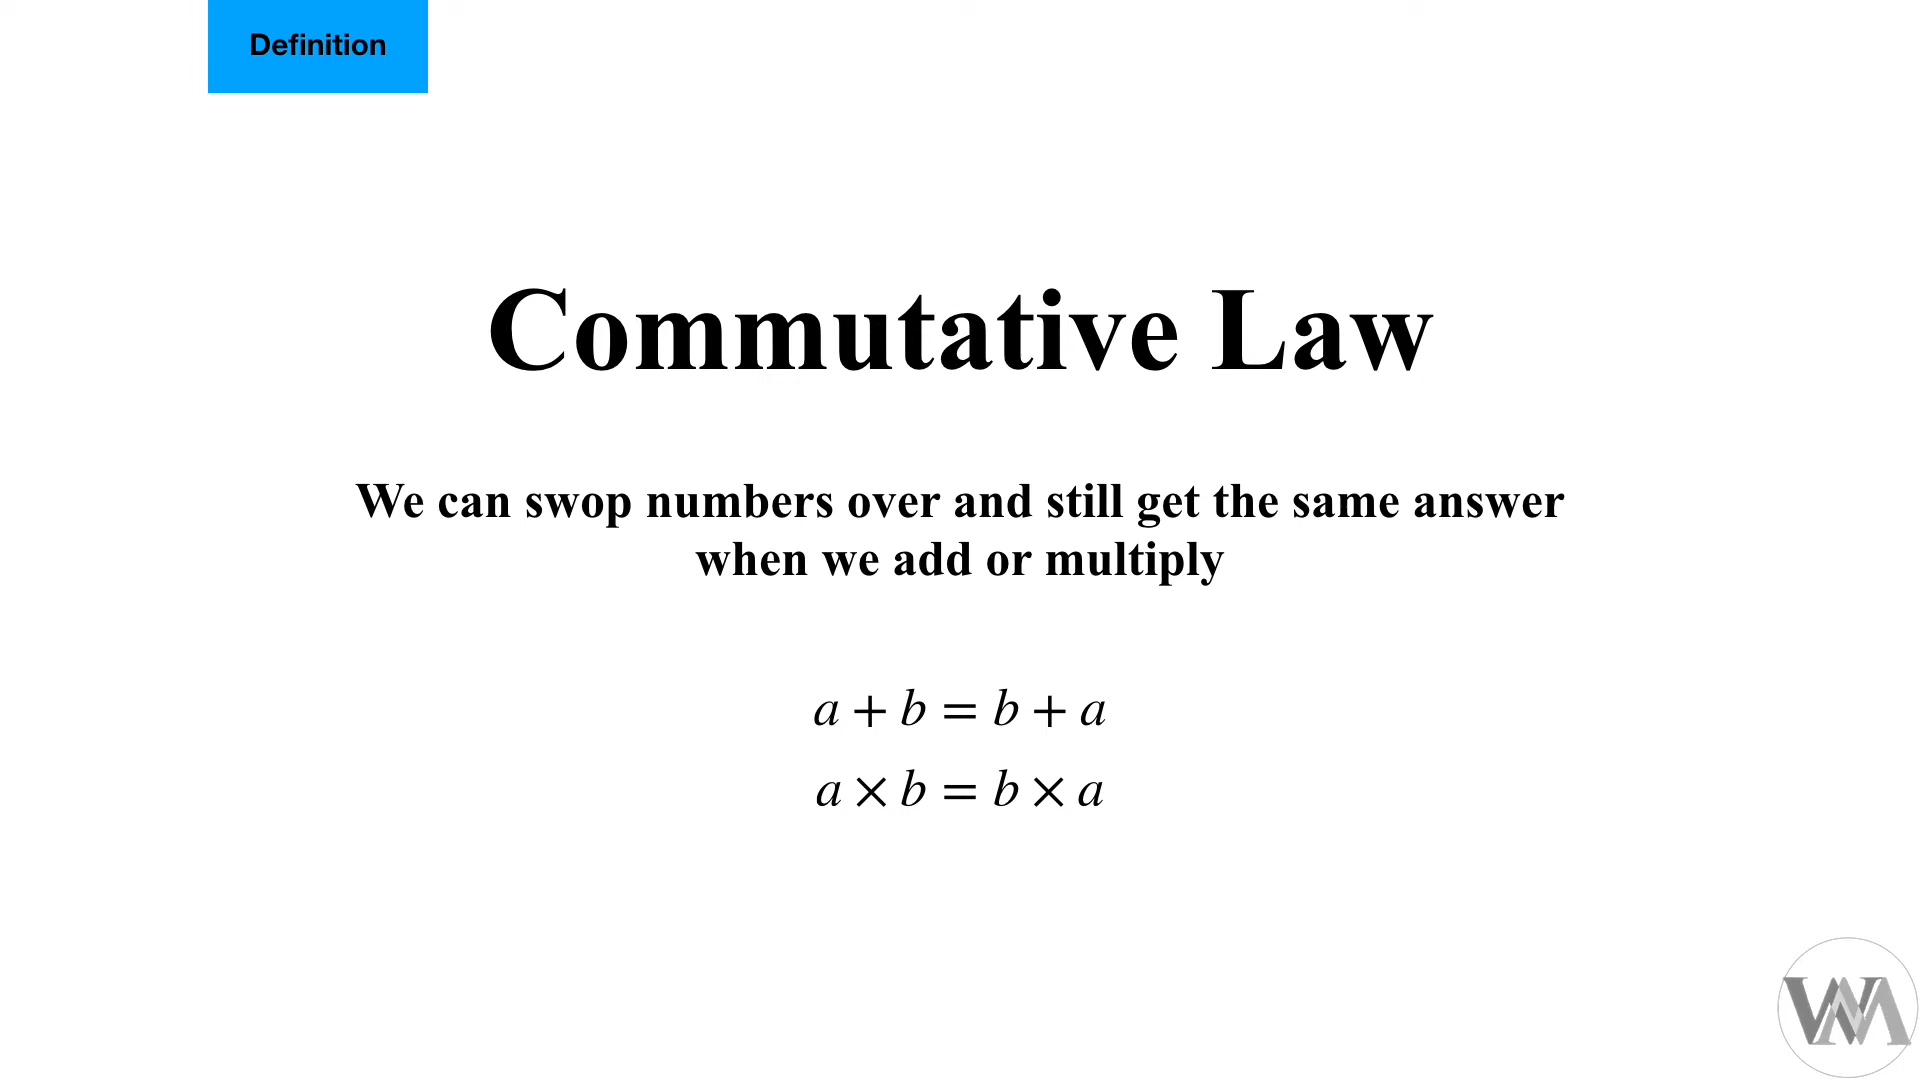 Definition
Commutative Law
We can swop numbers over and still get the same answer
when we add or multiply
a + b = b + a
a × b = b × a
WM